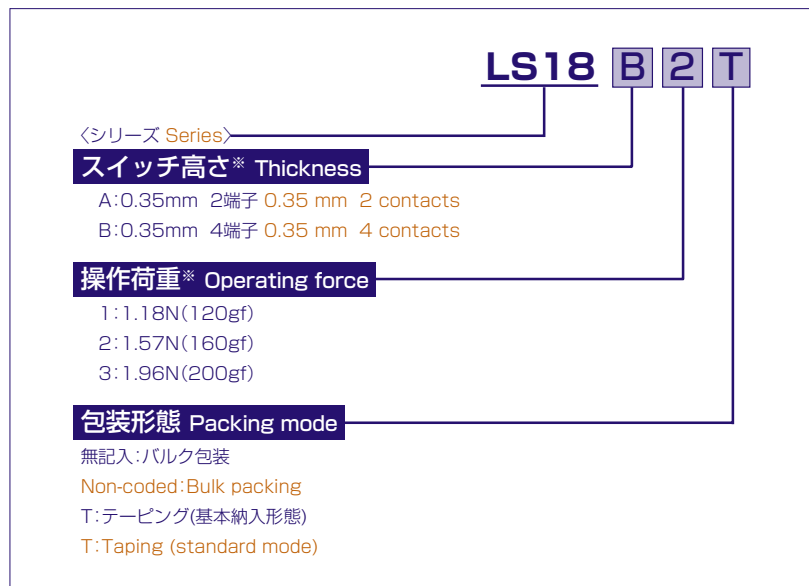 LS18 B 2 T
〈シリーズ Series〉
スイッチ高さ※ Thickness
A:0.35mm 2端子 0.35 mm 2 contacts
B:0.35mm 4端子 0.35 mm 4 contacts
操作荷重※ Operating force
1:1.18N(120gf)
2:1.57N(160gf)
3:1.96N(200gf)
包装形態 Packing mode
無記入:バルク包装
Non-coded:Bulk packing
T:テーピング(基本納入形態)
T:Taping (standard mode)